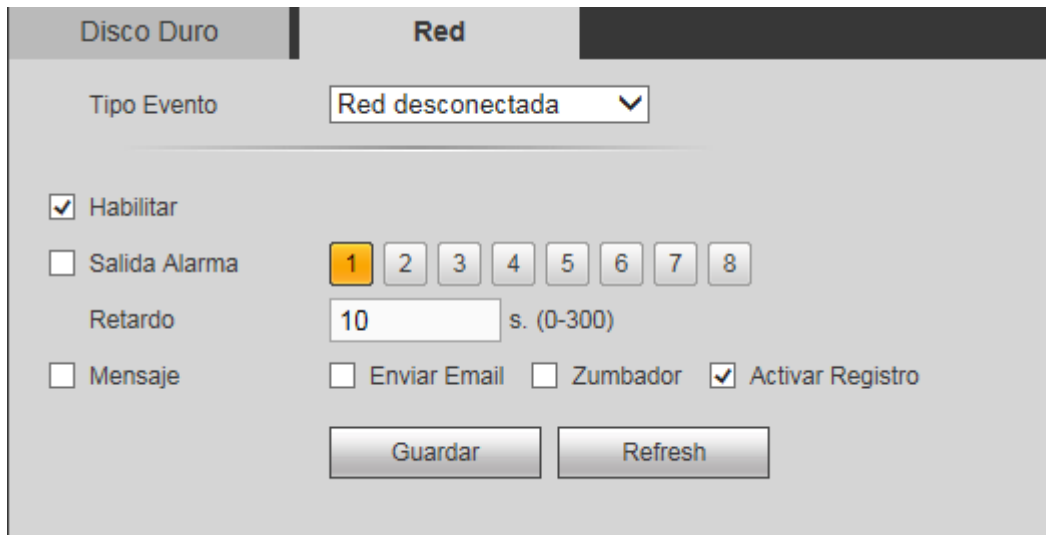 Disco Duro Red
Tipo Evento Red desconectada
Habilitar
Salida Alarma 1 2 3 4 5 6 7 8
Retardo 10 s. (0-300)
Mensaje Enviar Email Zumbador Activar Registro
Guardar Refresh